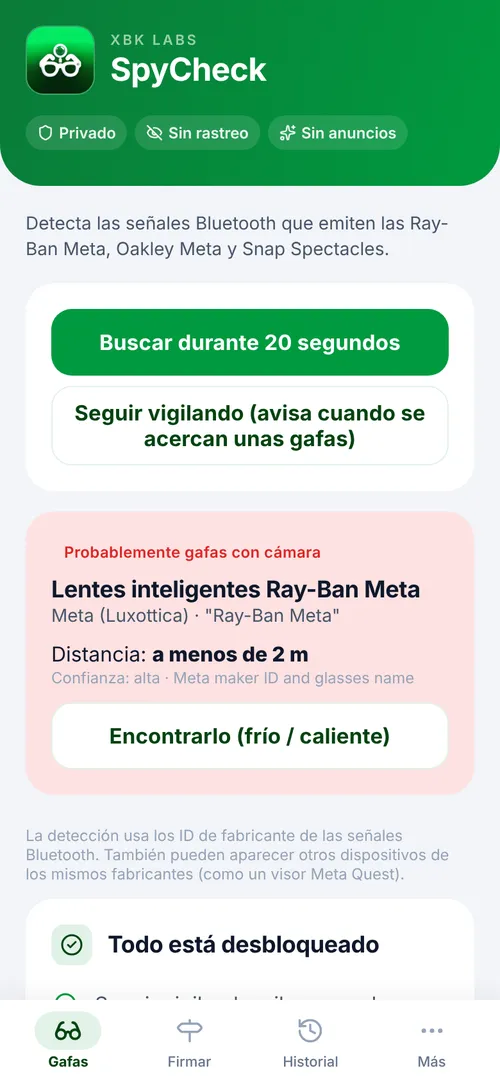 XBK LABS
SpyCheck
Privado
Sin rastreo
Sin anuncios
Detecta las señales Bluetooth que emiten las Ray-
Ban Meta, Oakley Meta y Snap Spectacles.
Buscar durante 20 segundos
Seguir vigilando (avisa cuando se
acercan unas gafas)
Probablemente gafas con cámara
Lentes inteligentes Ray-Ban Meta
Meta (Luxottica) · "Ray-Ban Meta"
Distancia: a menos de 2 m
Confianza: alta · Meta maker ID and glasses name
Encontrarlo (frío / caliente)
La detección usa los ID de fabricante de las señales
Bluetooth. También pueden aparecer otros dispositivos de
los mismos fabricantes (como un visor Meta Quest).
Todo está desbloqueado
Gafas
Firmar
Historial
Más